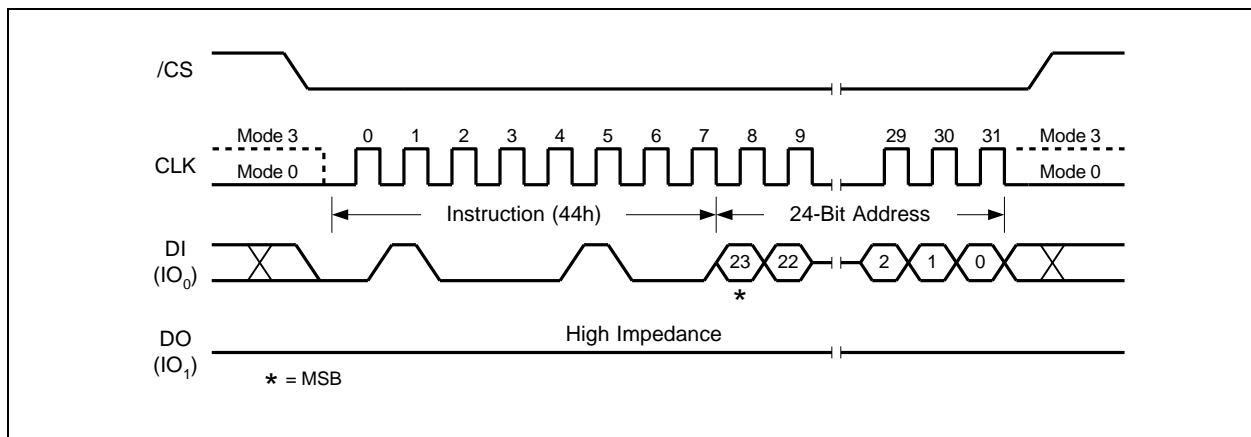 /CS
Mode 3 0 1 2 3 4 5 6 7 8 9 29 30 31 Mode 3
CLK Mode 0 Mode 0
Instruction (44h) 24-Bit Address
DI
(IO0) 23 22 2 1 0
*
DO High Impedance
(IO1)
* = MSB